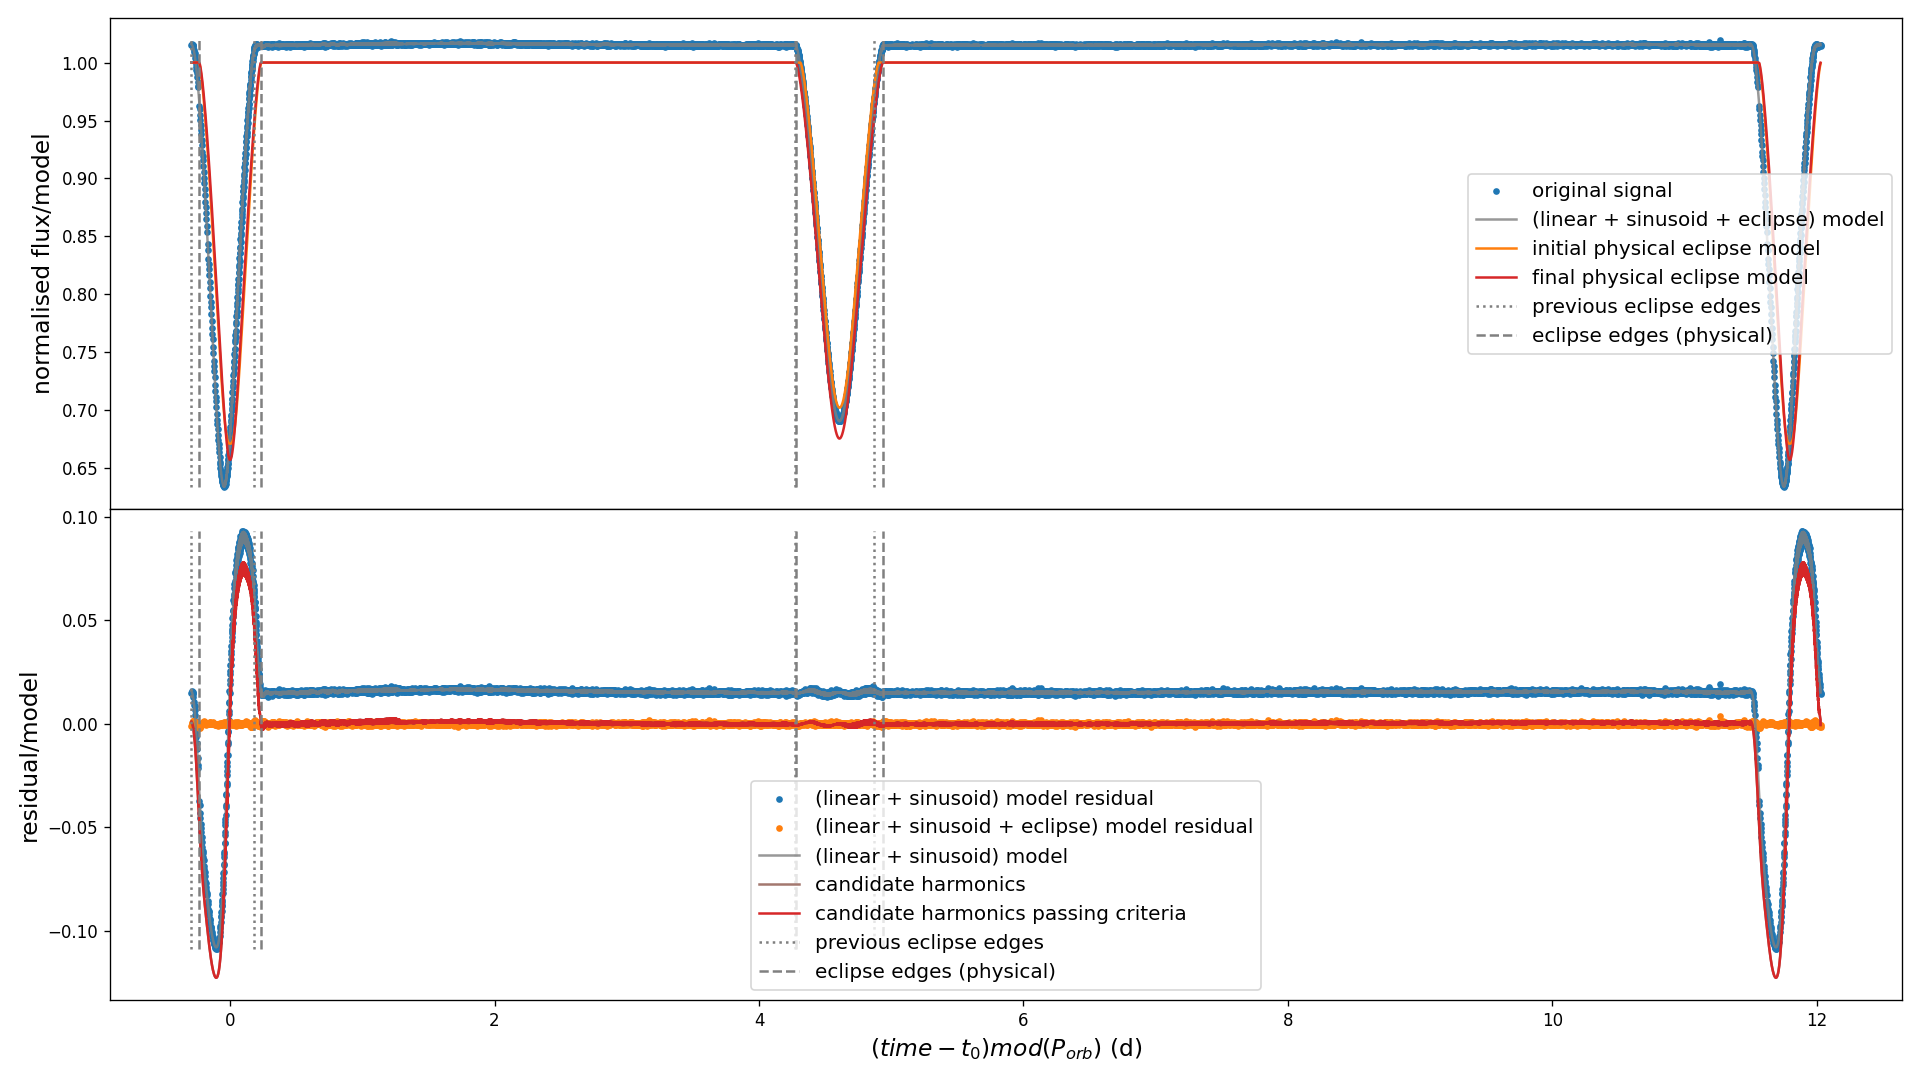 normalised flux/model
1.00
0.95
0.90
0.85
0.80
0.75
0.70
0.65
original signal
(linear + sinusoid + eclipse) model
initial physical eclipse model
final physical eclipse model
previous eclipse edges
eclipse edges (physical)
residual/model
0.10
0.05
0.00
−0.05
−0.10
(linear + sinusoid) model residual
(linear + sinusoid + eclipse) model residual
(linear + sinusoid) model
candidate harmonics
candidate harmonics passing criteria
previous eclipse edges
eclipse edges (physical)
0 2 4 6 8 10 12
(time − t₀)mod(Pₒᵣb) (d)